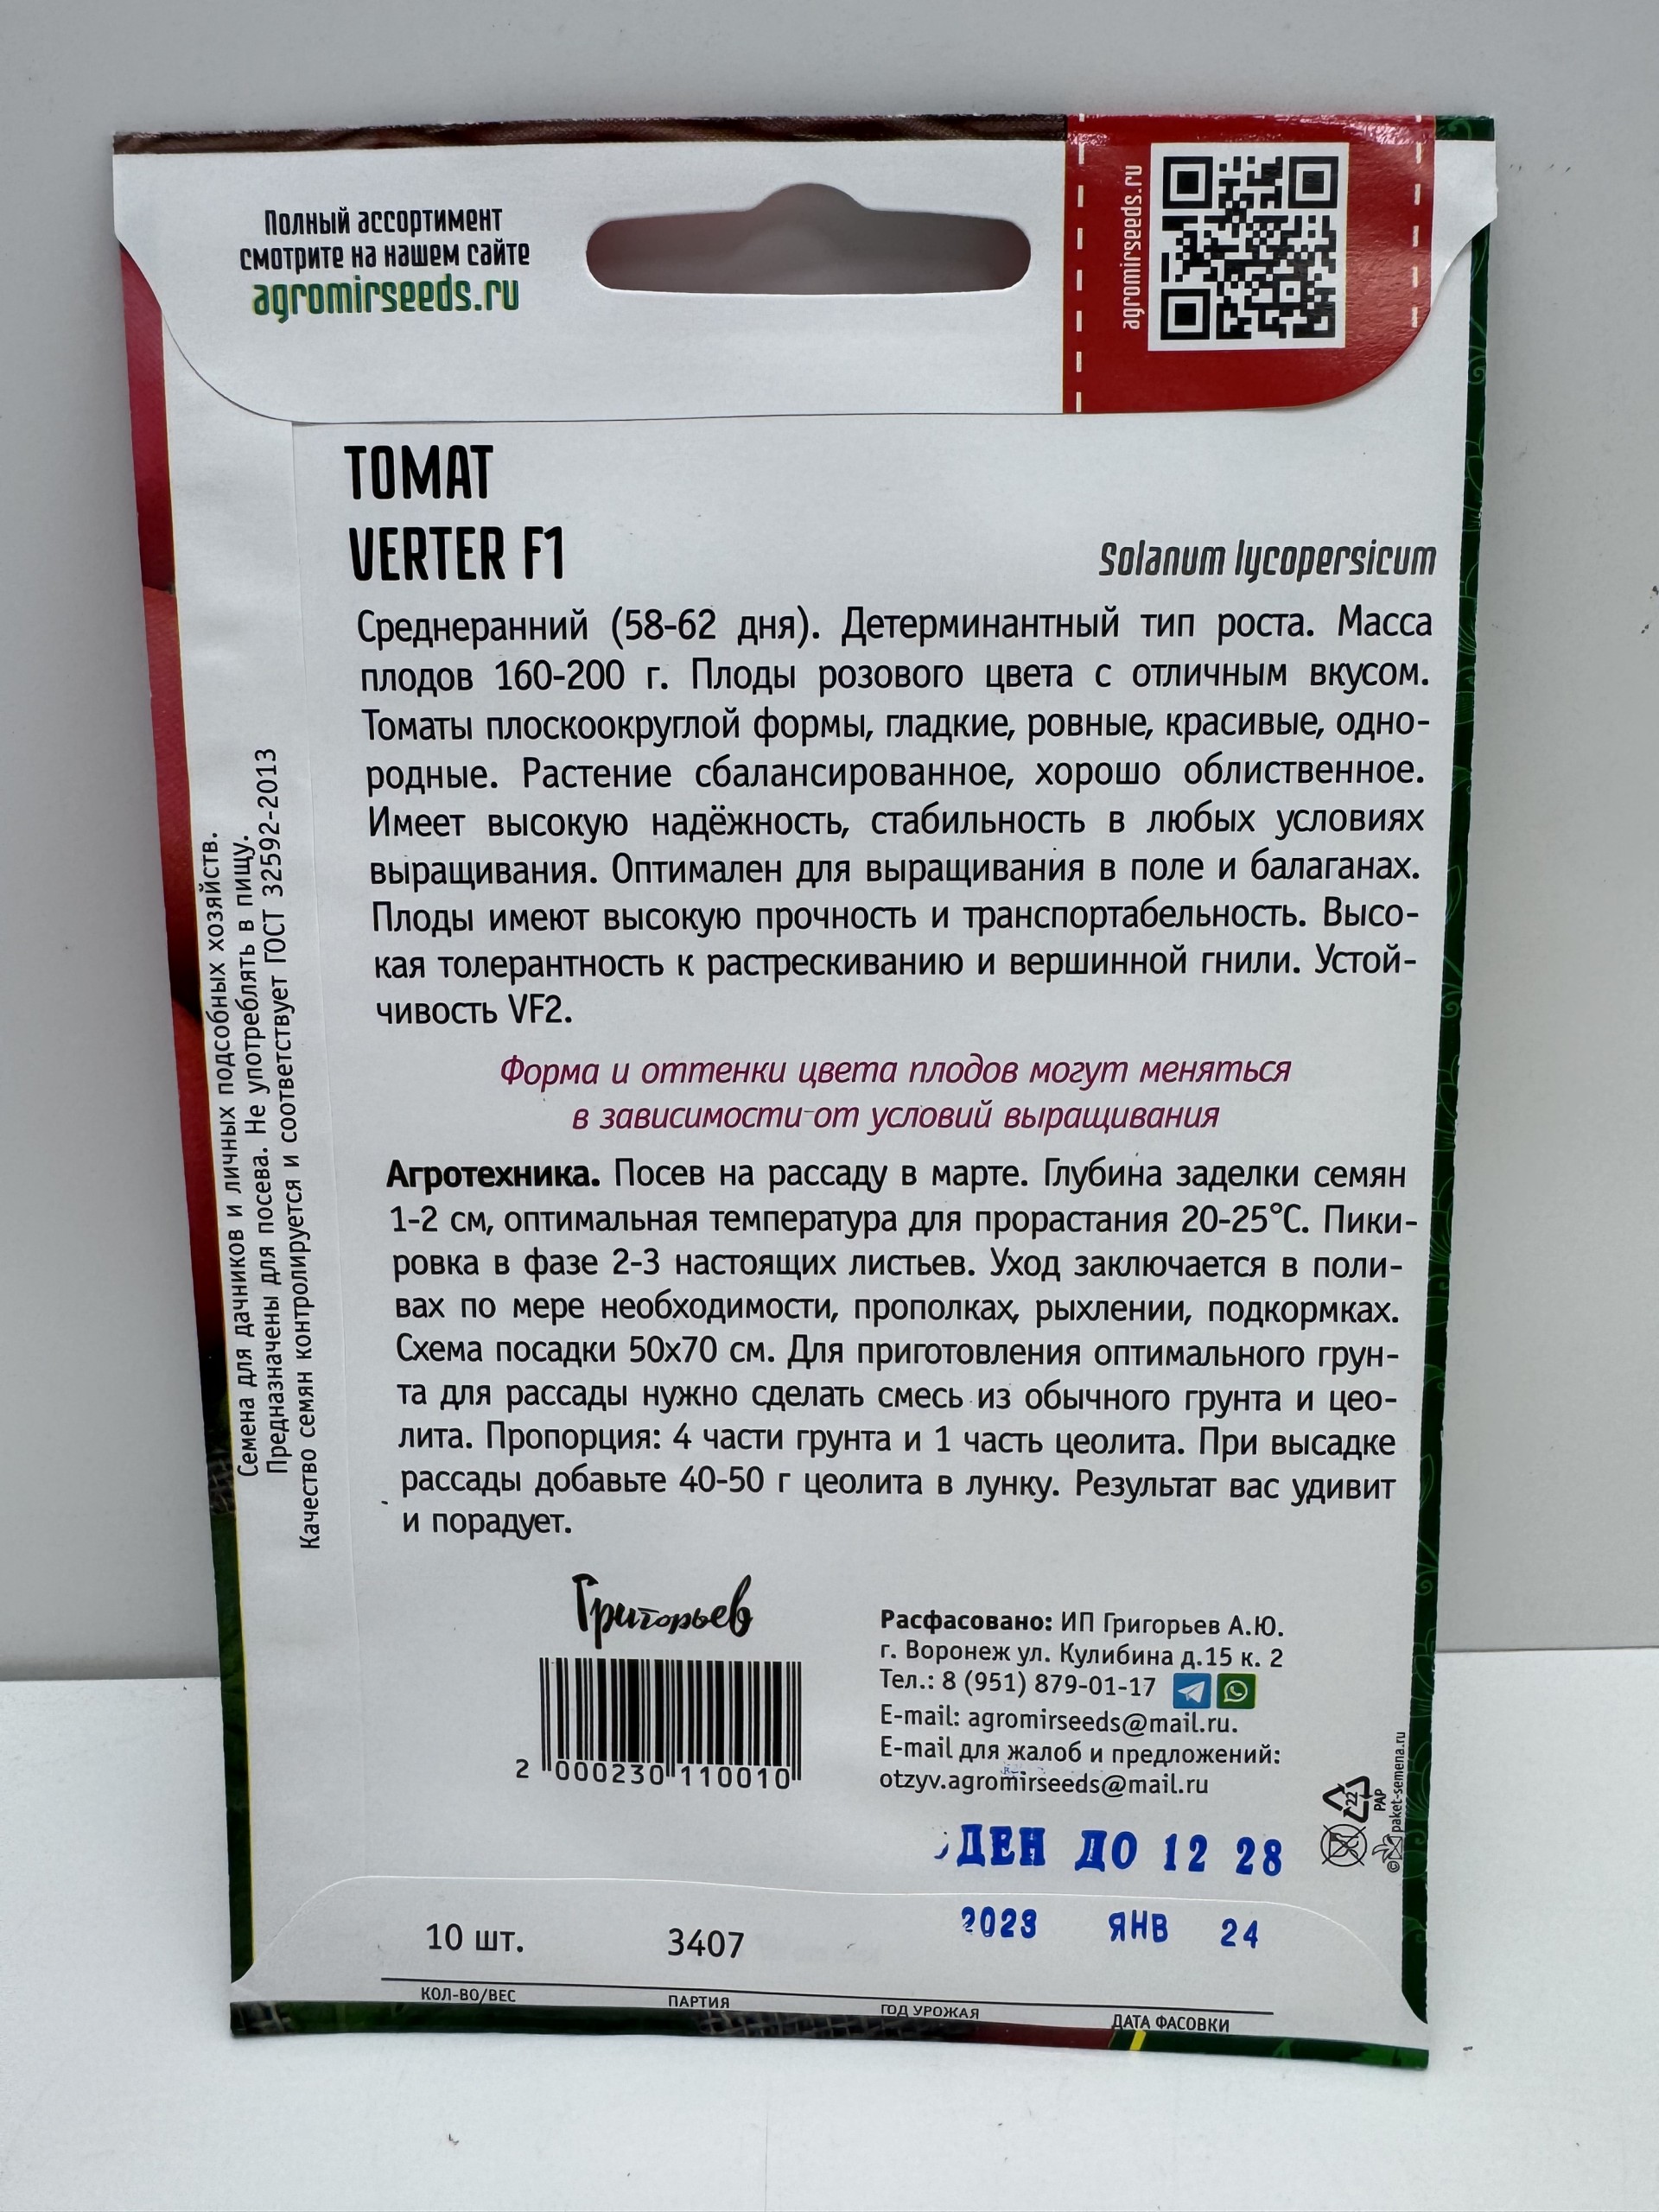 Полный ассортимент
смотрите на нашем сайте
agromirseeds.ru
agromirseeds.ru
ТОМАТ
VERTER F1
Solanum lycopersicum
Среднеранний (58-62 дня). Детерминантный тип роста. Масса
плодов 160-200 г. Плоды розового цвета с отличным вкусом.
Томаты плоскоокруглой формы, гладкие, ровные, красивые, одно-
родные. Растение сбалансированное, хорошо облиственное.
Имеет высокую надёжность, стабильность в любых условиях
выращивания. Оптимален для выращивания в поле и балаганах.
Плоды имеют высокую прочность и транспортабельность. Высо-
кая толерантность к растрескиванию и вершинной гнили. Устой-
чивость VF2.
Форма и оттенки цвета плодов могут меняться
в зависимости от условий выращивания
Агротехника. Посев на рассаду в марте. Глубина заделки семян
1-2 см, оптимальная температура для прорастания 20-25°С. Пики-
ровка в фазе 2-3 настоящих листьев. Уход заключается в поли-
вах по мере необходимости, прополках, рыхлении, подкормках.
Схема посадки 50х70 см. Для приготовления оптимального грун-
та для рассады нужно сделать смесь из обычного грунта и цео-
лита. Пропорция: 4 части грунта и 1 часть цеолита. При высадке
рассады добавьте 40-50 г цеолита в лунку. Результат вас удивит
и порадует.
Семена для дачников и личных подсобных хозяйств.
Предназначены для посева. Не употреблять в пищу.
Качество семян контролируется и соответствует ГОСТ 32592-2013
Григорьев
2 000230 110010
Расфасовано: ИП Григорьев А.Ю.
г. Воронеж ул. Кулибина д.15 к. 2
Тел.: 8 (951) 879-01-17
E-mail: agromirseeds@mail.ru.
E-mail для жалоб и предложений:
otzyv.agromirseeds@mail.ru
22
PAP
©
paket-semena.ru
ДЕН ДО 12 28
10 шт.
3407
2023
ЯНВ 24
КОЛ-ВО/ВЕС
ПАРТИЯ
ГОД УРОЖАЯ
ДАТА ФАСОВКИ